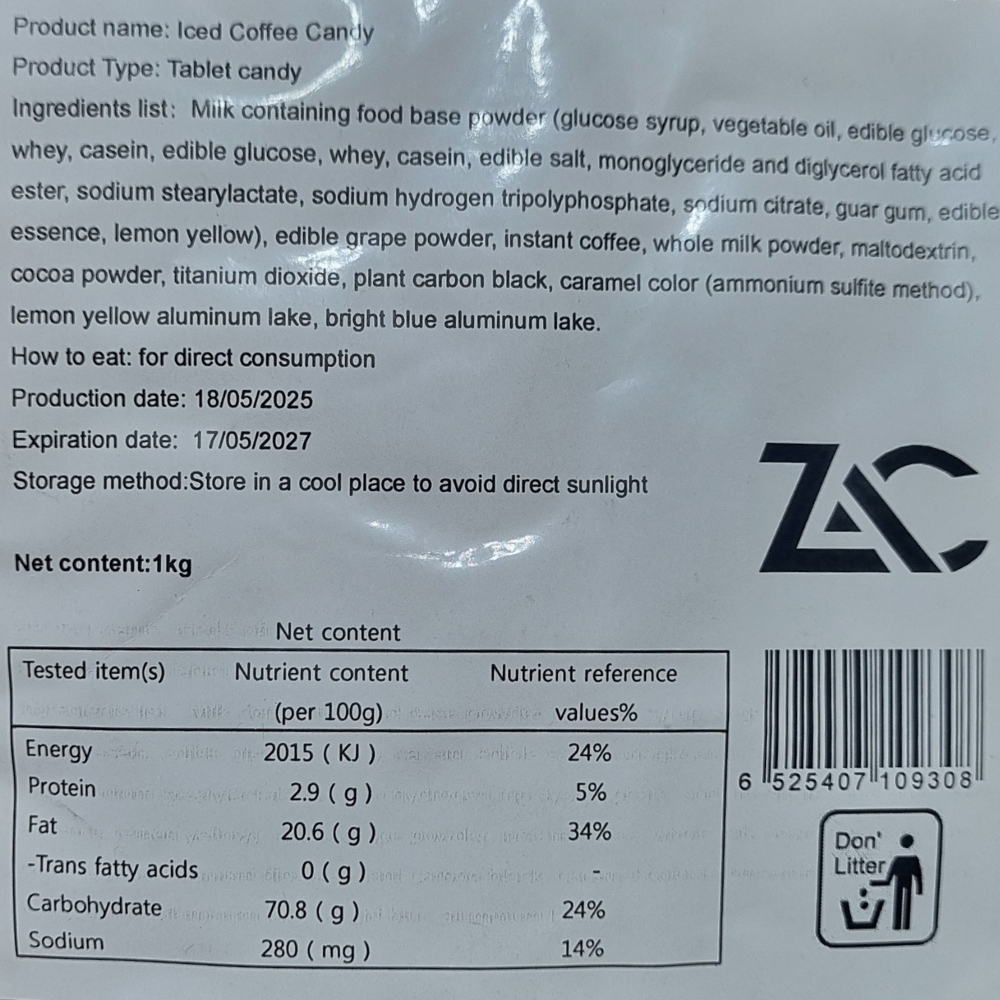 Product name: Iced Coffee Candy
Product Type: Tablet candy
Ingredients list: Milk containing food base powder (glucose syrup, vegetable oil, edible glucose,
whey, casein, edible glucose, whey, casein, edible salt, monoglyceride and diglycerol fatty acid
ester, sodium stearylactate, sodium hydrogen tripolyphosphate, sodium citrate, guar gum, edible
essence, lemon yellow), edible grape powder, instant coffee, whole milk powder, maltodextrin,
cocoa powder, titanium dioxide, plant carbon black, caramel color (ammonium sulfite method),
lemon yellow aluminum lake, bright blue aluminum lake.
How to eat: for direct consumption
Production date: 18/05/2025
Expiration date: 17/05/2027
Storage method:Store in a cool place to avoid direct sunlight
ZAC
Net content:1kg
Net content
Tested item(s) Nutrient content Nutrient reference
(per 100g) values%
Energy 2015 ( KJ ) 24%
Protein 2.9 ( g ) 5%
Fat 20.6 ( g ) 34%
-Trans fatty acids 0 ( g ) -
Carbohydrate 70.8 ( g ) 24%
Sodium 280 ( mg ) 14%
6 525407 109308
Don'
Litter